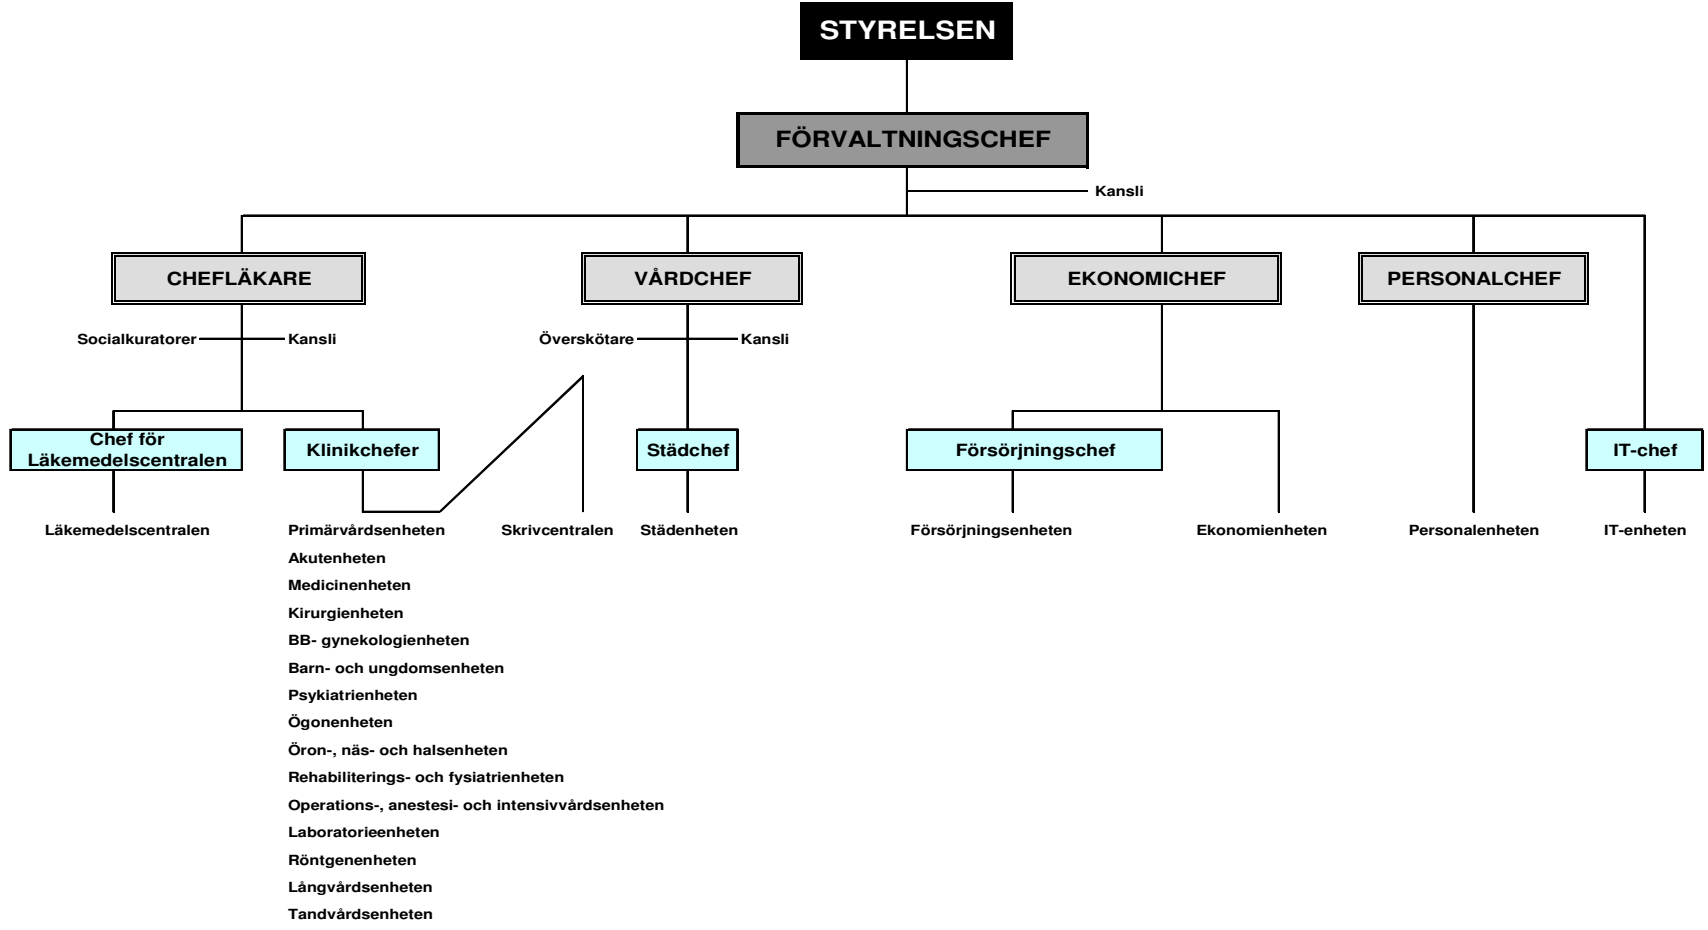 STYRELSEN
FÖRVALTNINGSCHEF
Kansli
CHEFLÄKARE
VÅRDCHEF
EKONOMICHEF
PERSONALCHEF
Socialkuratorer
Kansli
Överskötare
Kansli
Chef för
Läkemedelscentralen
Klinikchefer
Städchef
Försörjningschef
IT-chef
Läkemedelscentralen
Primärvårdsenheten
Skrivcentralen
Städenheten
Försörjningsenheten
Ekonomienheten
Personalenheten
IT-enheten
Akutenheten
Medicinenheten
Kirurgienheten
BB- gynekologienheten
Barn- och ungdomsenheten
Psykiatrienheten
Ögonenheten
Öron-, näs- och halsenheten
Rehabiliterings- och fysiatrienheten
Operations-, anestesi- och intensivvårdsenheten
Laboratorieenheten
Röntgenenheten
Långvårdsenheten
Tandvårdsenheten